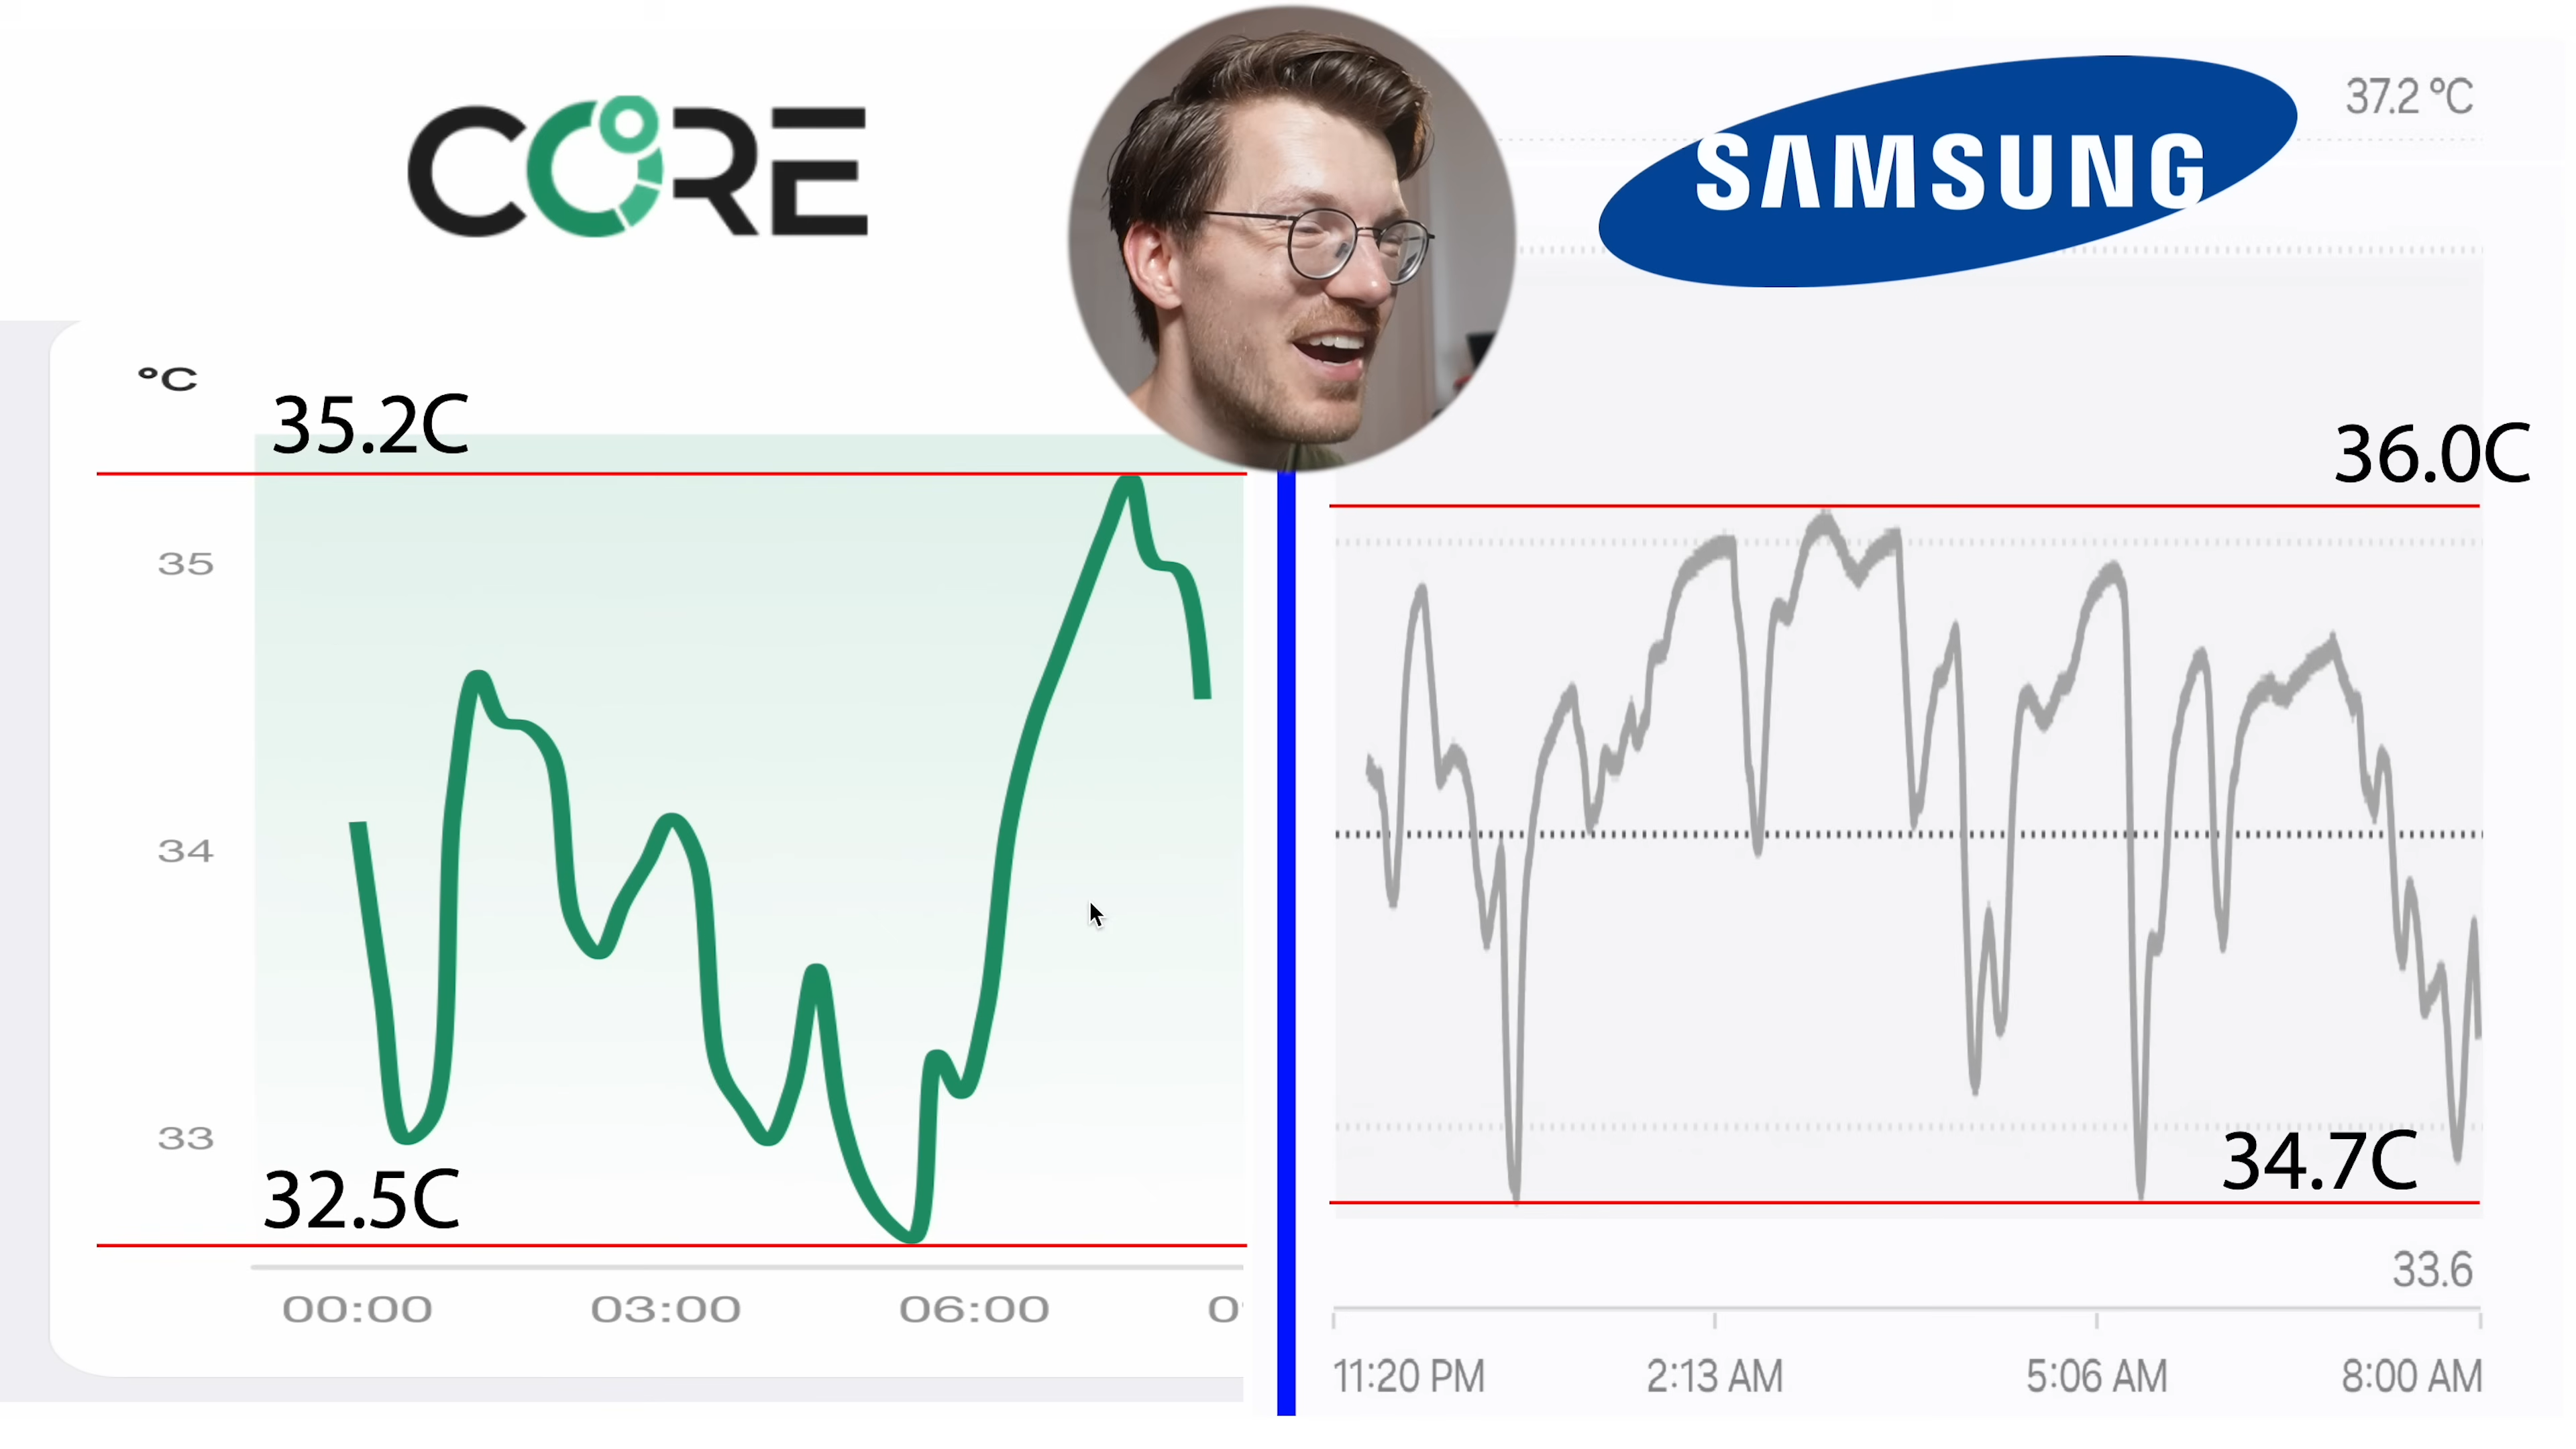 CORE
SAMSUNG
37.2 °C
°C
35.2C
36.0C
35
34
33
32.5C
34.7C
33.6
00:00
03:00
06:00
11:20 PM
2:13 AM
5:06 AM
8:00 AM